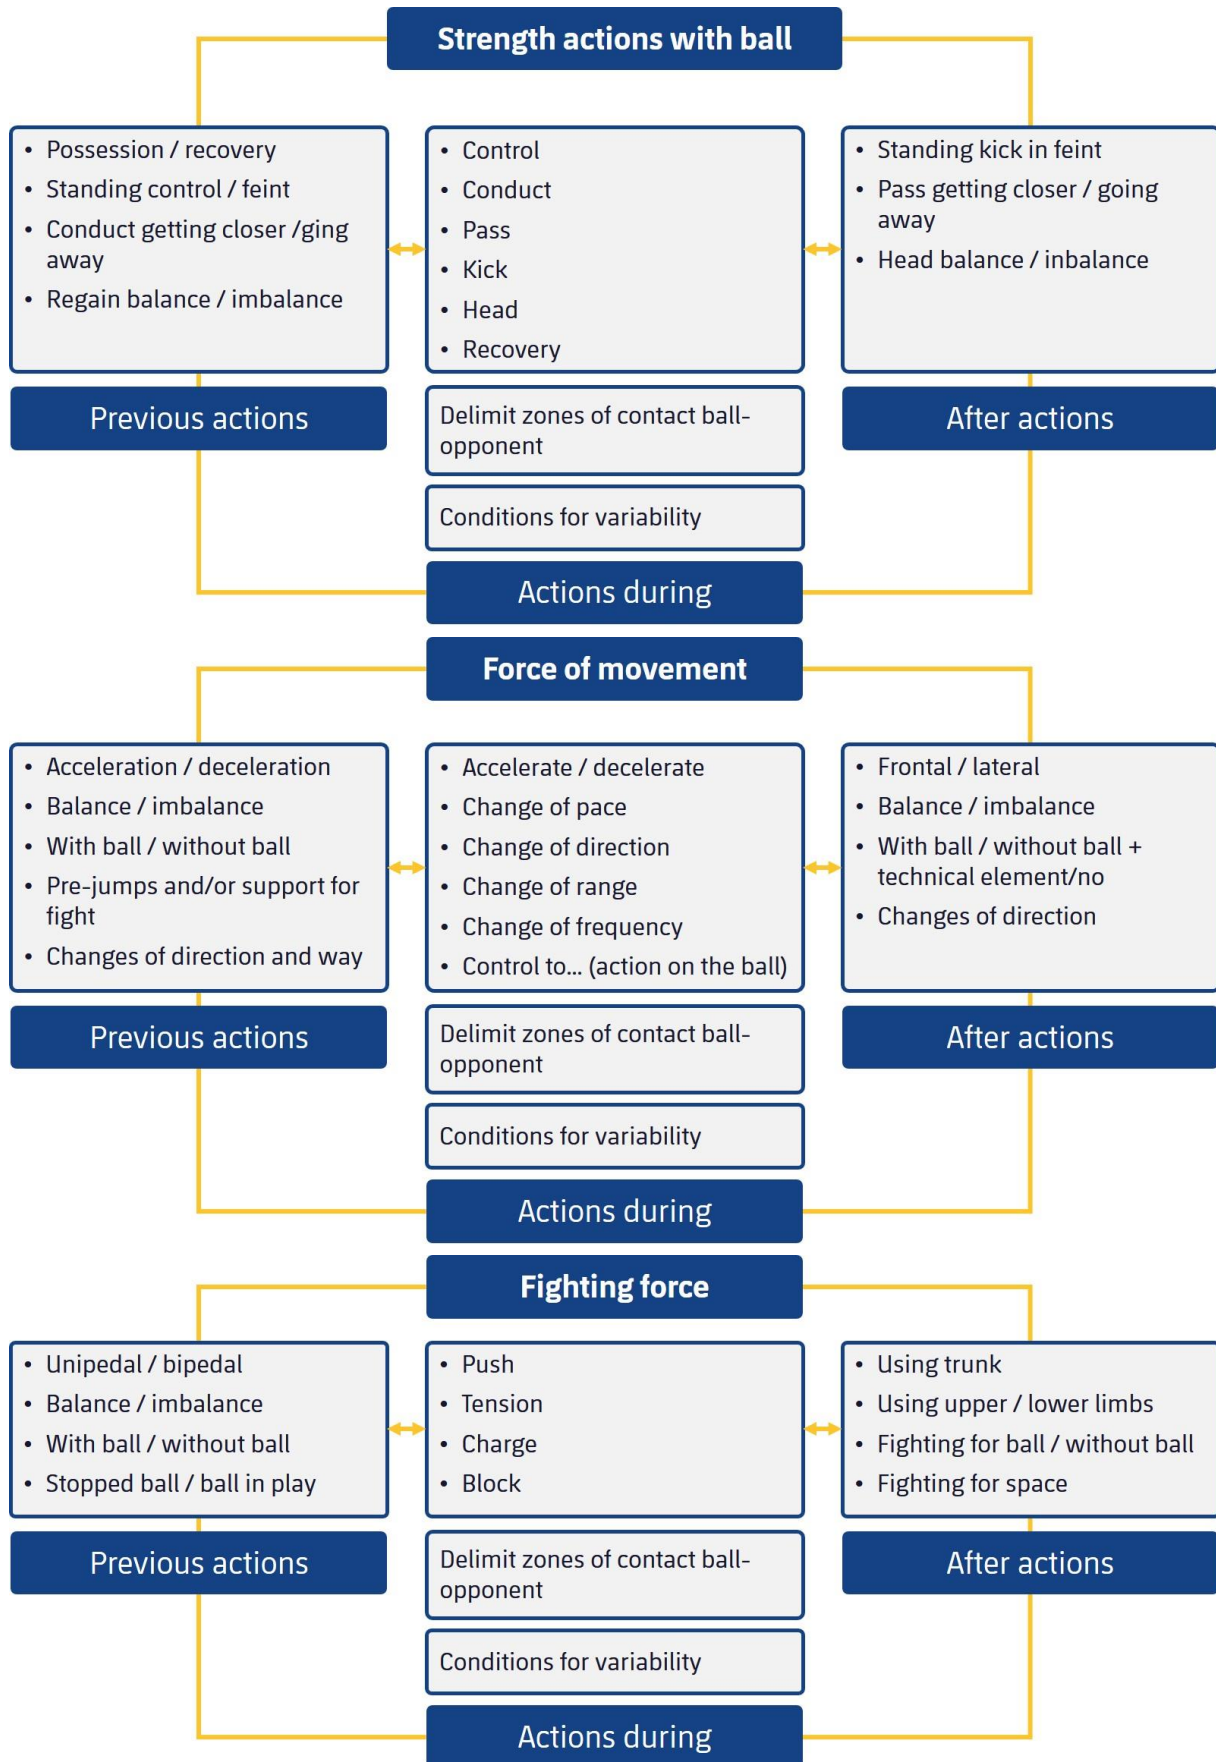 Strength actions with ball
• Possession / recovery
• Standing control / feint
• Conduct getting closer /ging
away
• Regain balance / imbalance
Previous actions
• Control
• Conduct
• Pass
• Kick
• Head
• Recovery
Delimit zones of contact ball-
opponent
Conditions for variability
Actions during
• Standing kick in feint
• Pass getting closer / going
away
• Head balance / inbalance
After actions
Force of movement
• Acceleration / deceleration
• Balance / imbalance
• With ball / without ball
• Pre-jumps and/or support for
fight
• Changes of direction and way
Previous actions
• Accelerate / decelerate
• Change of pace
• Change of direction
• Change of range
• Change of frequency
• Control to... (action on the ball)
Delimit zones of contact ball-
opponent
Conditions for variability
Actions during
• Frontal / lateral
• Balance / imbalance
• With ball / without ball +
technical element/no
• Changes of direction
After actions
Fighting force
• Unipedal / bipedal
• Balance / imbalance
• With ball / without ball
• Stopped ball / ball in play
Previous actions
• Push
• Tension
• Charge
• Block
Delimit zones of contact ball-
opponent
Conditions for variability
Actions during
• Using trunk
• Using upper / lower limbs
• Fighting for ball / without ball
• Fighting for space
After actions